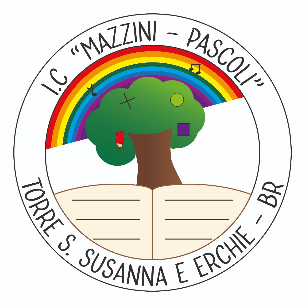 I.C "MAZZINI – PASCOLI"
TORRE S. SUSANNA E ERCHIE – BR